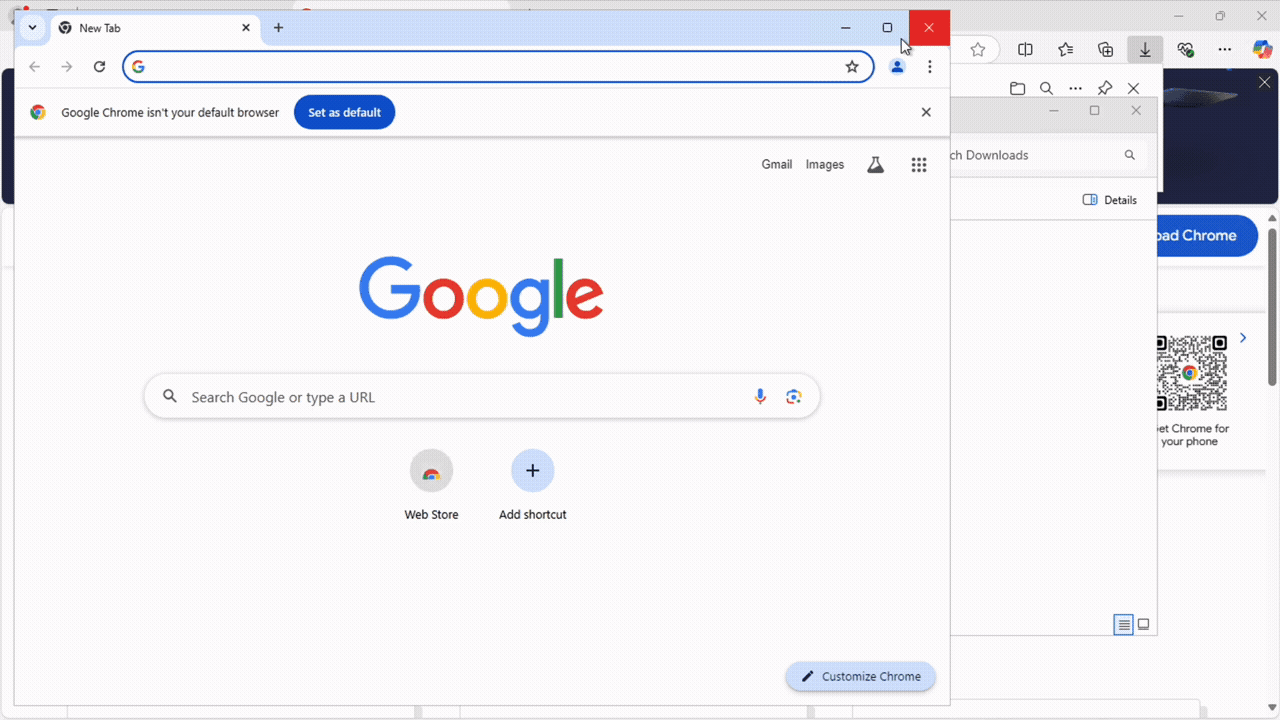 New Tab
Google Chrome isn't your default browser
Set as default
ch Downloads
Gmail
Images
Details
oad Chrome
Google
Search Google or type a URL
et Chrome for
your phone
Web Store
Add shortcut
Customize Chrome